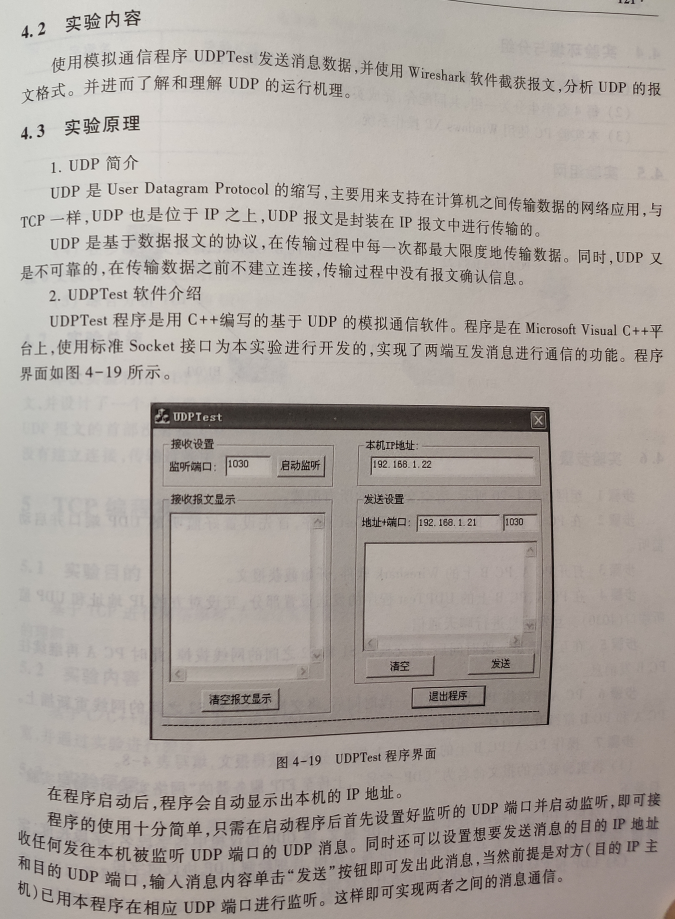 4.2 实验内容
使用模拟通信程序 UDPTest 发送消息数据,并使用 Wireshark 软件截获报文,分析 UDP 的报
文格式。并进而了解和理解 UDP 的运行机理。
4.3 实验原理
1. UDP 简介
UDP 是 User Datagram Protocol 的缩写,主要用来支持在计算机之间传输数据的网络应用,与
TCP 一样,UDP 也是位于 IP 之上,UDP 报文是封装在 IP 报文中进行传输的。
UDP 是基于数据报文的协议,在传输过程中每一次都最大限度地传输数据。同时,UDP 又
是不可靠的,在传输数据之前不建立连接,传输过程中没有报文确认信息。
2. UDPTest 软件介绍
UDPTest 程序是用 C++编写的基于 UDP 的模拟通信软件。程序是在 Microsoft Visual C++平
台上,使用标准 Socket 接口为本实验进行开发的,实现了两端互发消息进行通信的功能。程序
界面如图 4-19 所示。
UDPTest
接收设置
监听端口: 1030 启动监听
本机IP地址:
192.168.1.22
接收报文显示
发送设置
地址+端口: 192.168.1.21 1030
清空 发送
清空报文显示 退出程序
图 4-19 UDPTest 程序界面
在程序启动后,程序会自动显示出本机的 IP 地址。
程序的使用十分简单,只需在启动程序后首先设置好监听的 UDP 端口并启动监听,即可接
收任何发往本机被监听 UDP 端口的 UDP 消息。同时还可以设置想要发送消息的目的 IP 地址
和目的 UDP 端口,输入消息内容单击“发送”按钮即可发出此消息,当然前提是对方(目的 IP 主
机)已用本程序在相应 UDP 端口进行监听。这样即可实现两者之间的消息通信。